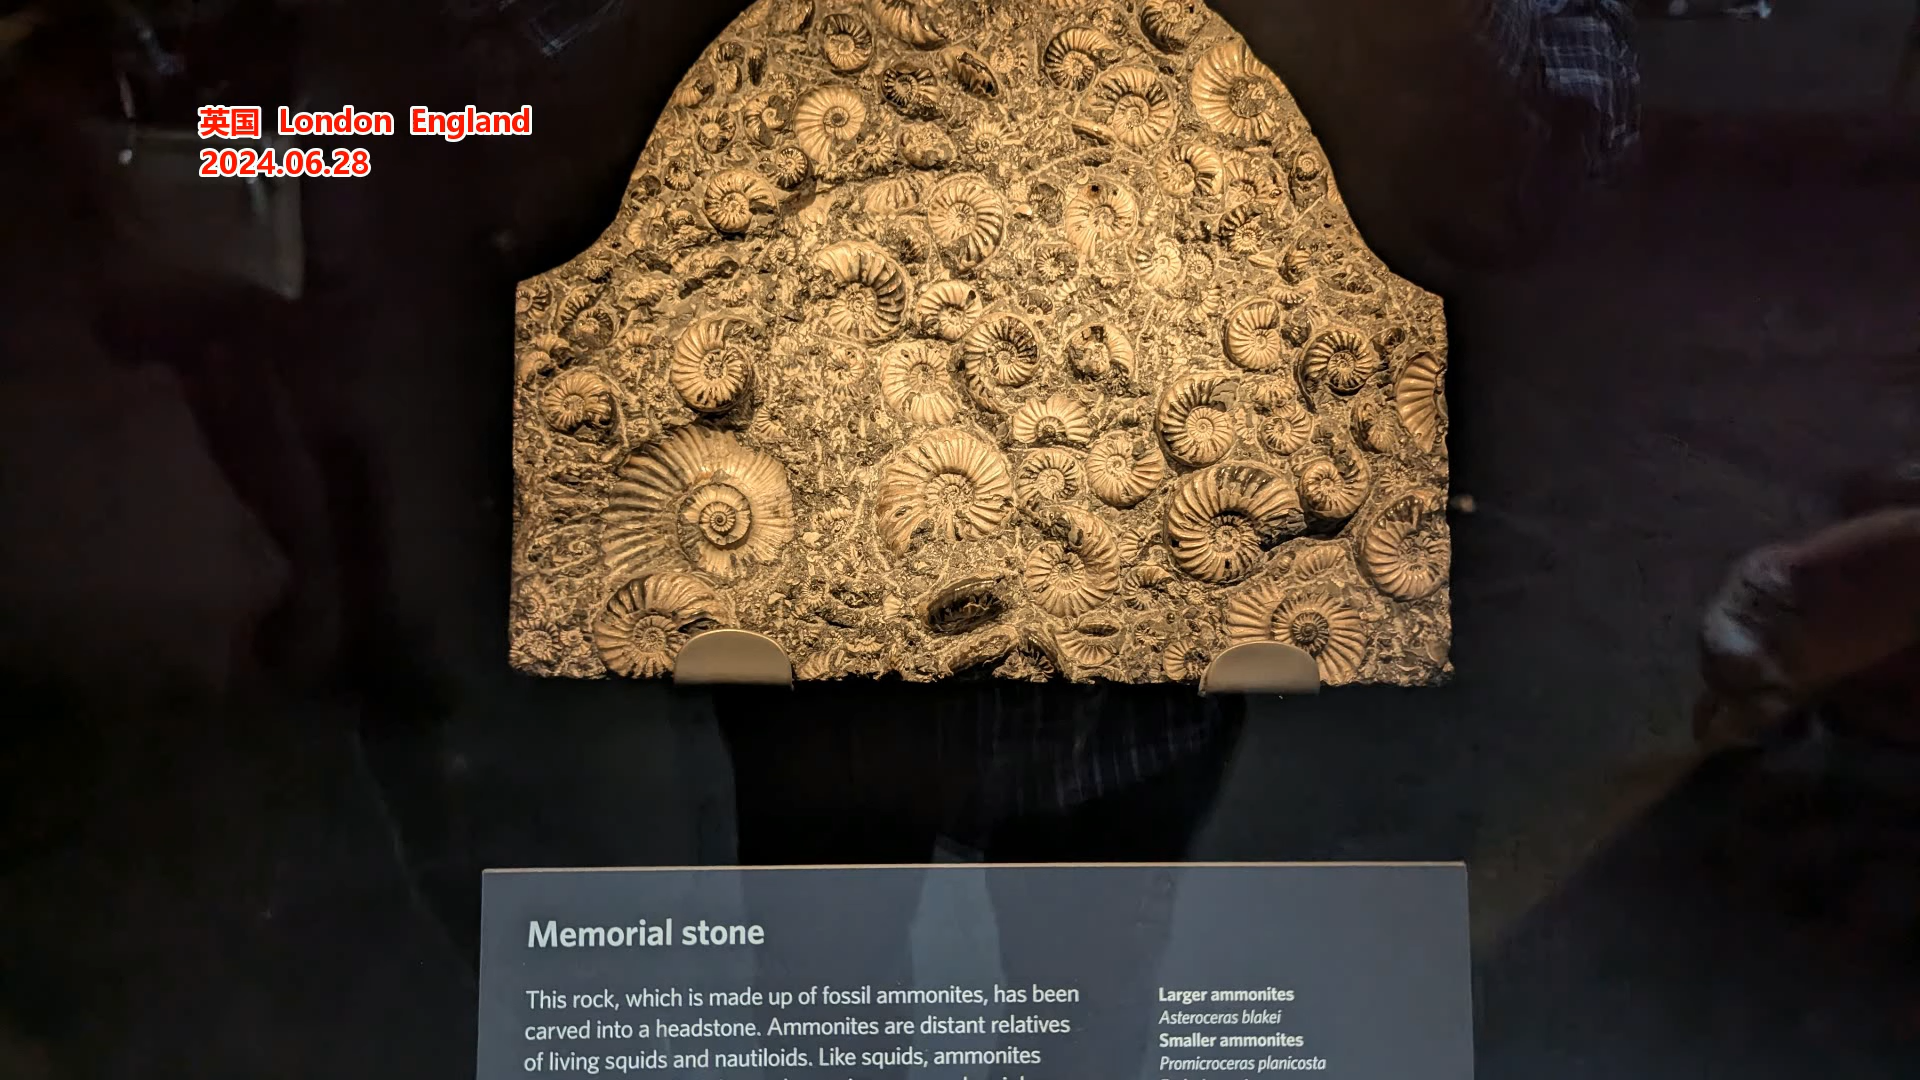 英国 London England
2024.06.28
Memorial stone
This rock, which is made up of fossil ammonites, has been
carved into a headstone. Ammonites are distant relatives
of living squids and nautiloids. Like squids, ammonites
Larger ammonites
Asteroceras blakei
Smaller ammonites
Promicroceras planicosta